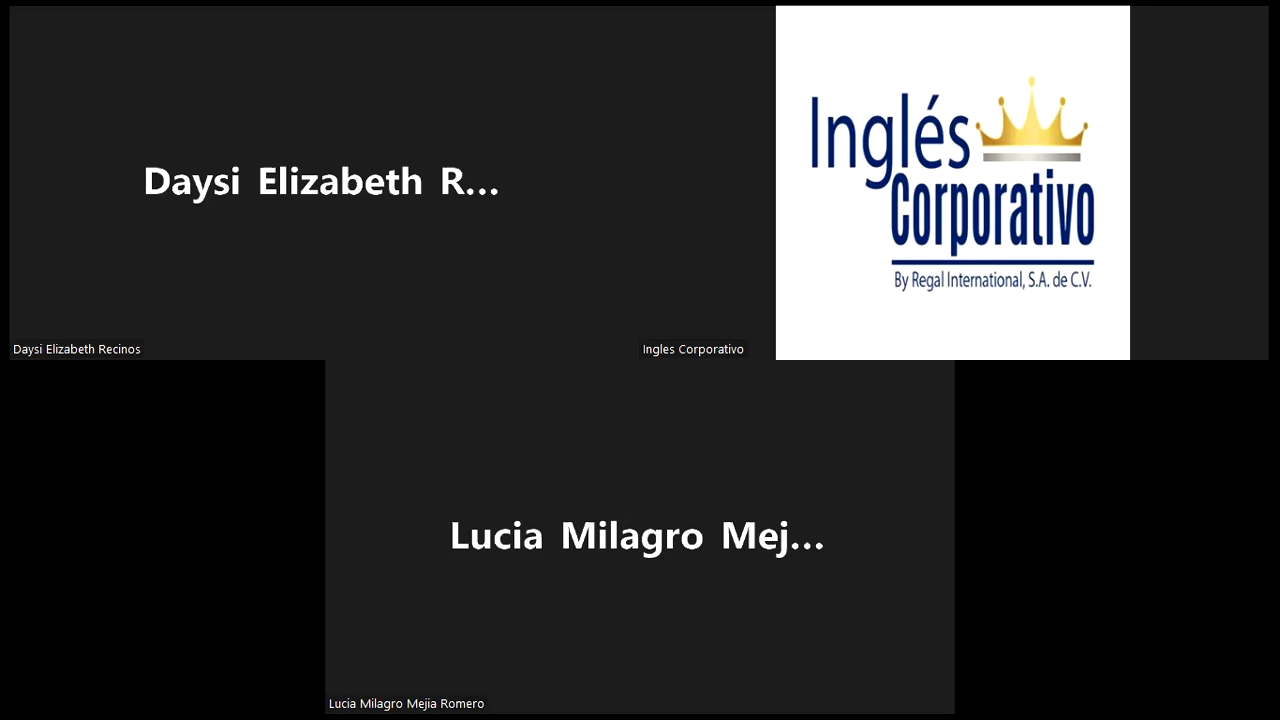 Daysi Elizabeth R...
Daysi Elizabeth Recinos
Inglés
Corporativo
By Regal International, S.A. de C.V.
Ingles Corporativo
Lucia Milagro Mej...
Lucia Milagro Mejia Romero